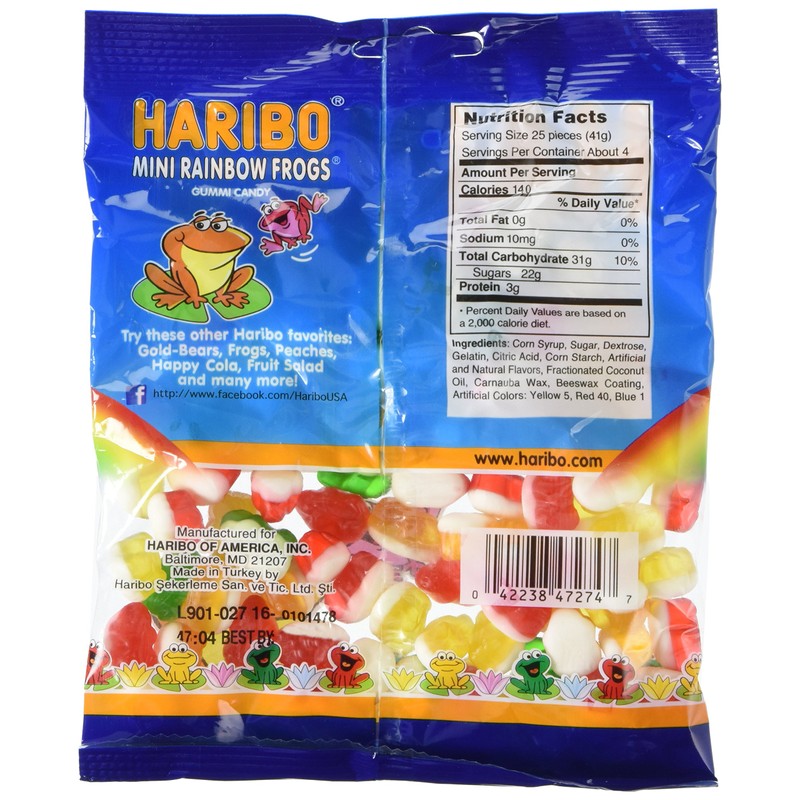 HARIBO®
MINI RAINBOW FROGS®
GUMMI CANDY
Try these other Haribo favorites:
Gold-Bears, Frogs, Peaches,
Happy Cola, Fruit Salad
and many more!
f http://www.facebook.com/HariboUSA
Nutrition Facts
Serving Size 25 pieces (41g)
Servings Per Container About 4
Amount Per Serving
Calories 140
% Daily Value*
Total Fat 0g 0%
Sodium 10mg 0%
Total Carbohydrate 31g 10%
Sugars 22g
Protein 3g
* Percent Daily Values are based on
a 2,000 calorie diet.
Ingredients: Corn Syrup, Sugar, Dextrose,
Gelatin, Citric Acid, Corn Starch, Artificial
and Natural Flavors, Fractionated Coconut
Oil, Carnauba Wax, Beeswax Coating,
Artificial Colors: Yellow 5, Red 40, Blue 1
www.haribo.com
Manufactured for
HARIBO OF AMERICA, INC.
Baltimore, MD 21207
Made in Turkey by
Haribo Şekerleme San. ve Tic. Ltd. Şti.
L901-027 16- 0101478
47:04 BEST BY
0 42238 47274 7